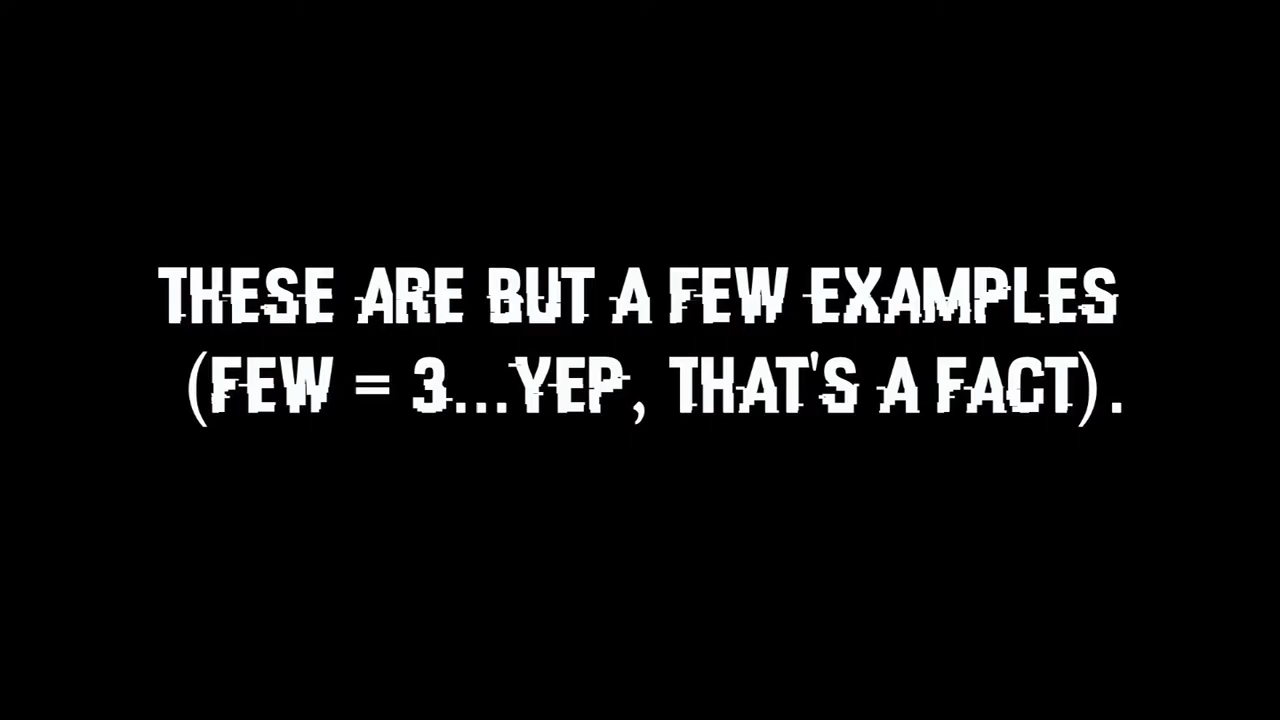 THESE ARE BUT A FEW EXAMPLES
(FEW = 3...YEP, THAT'S A FACT).